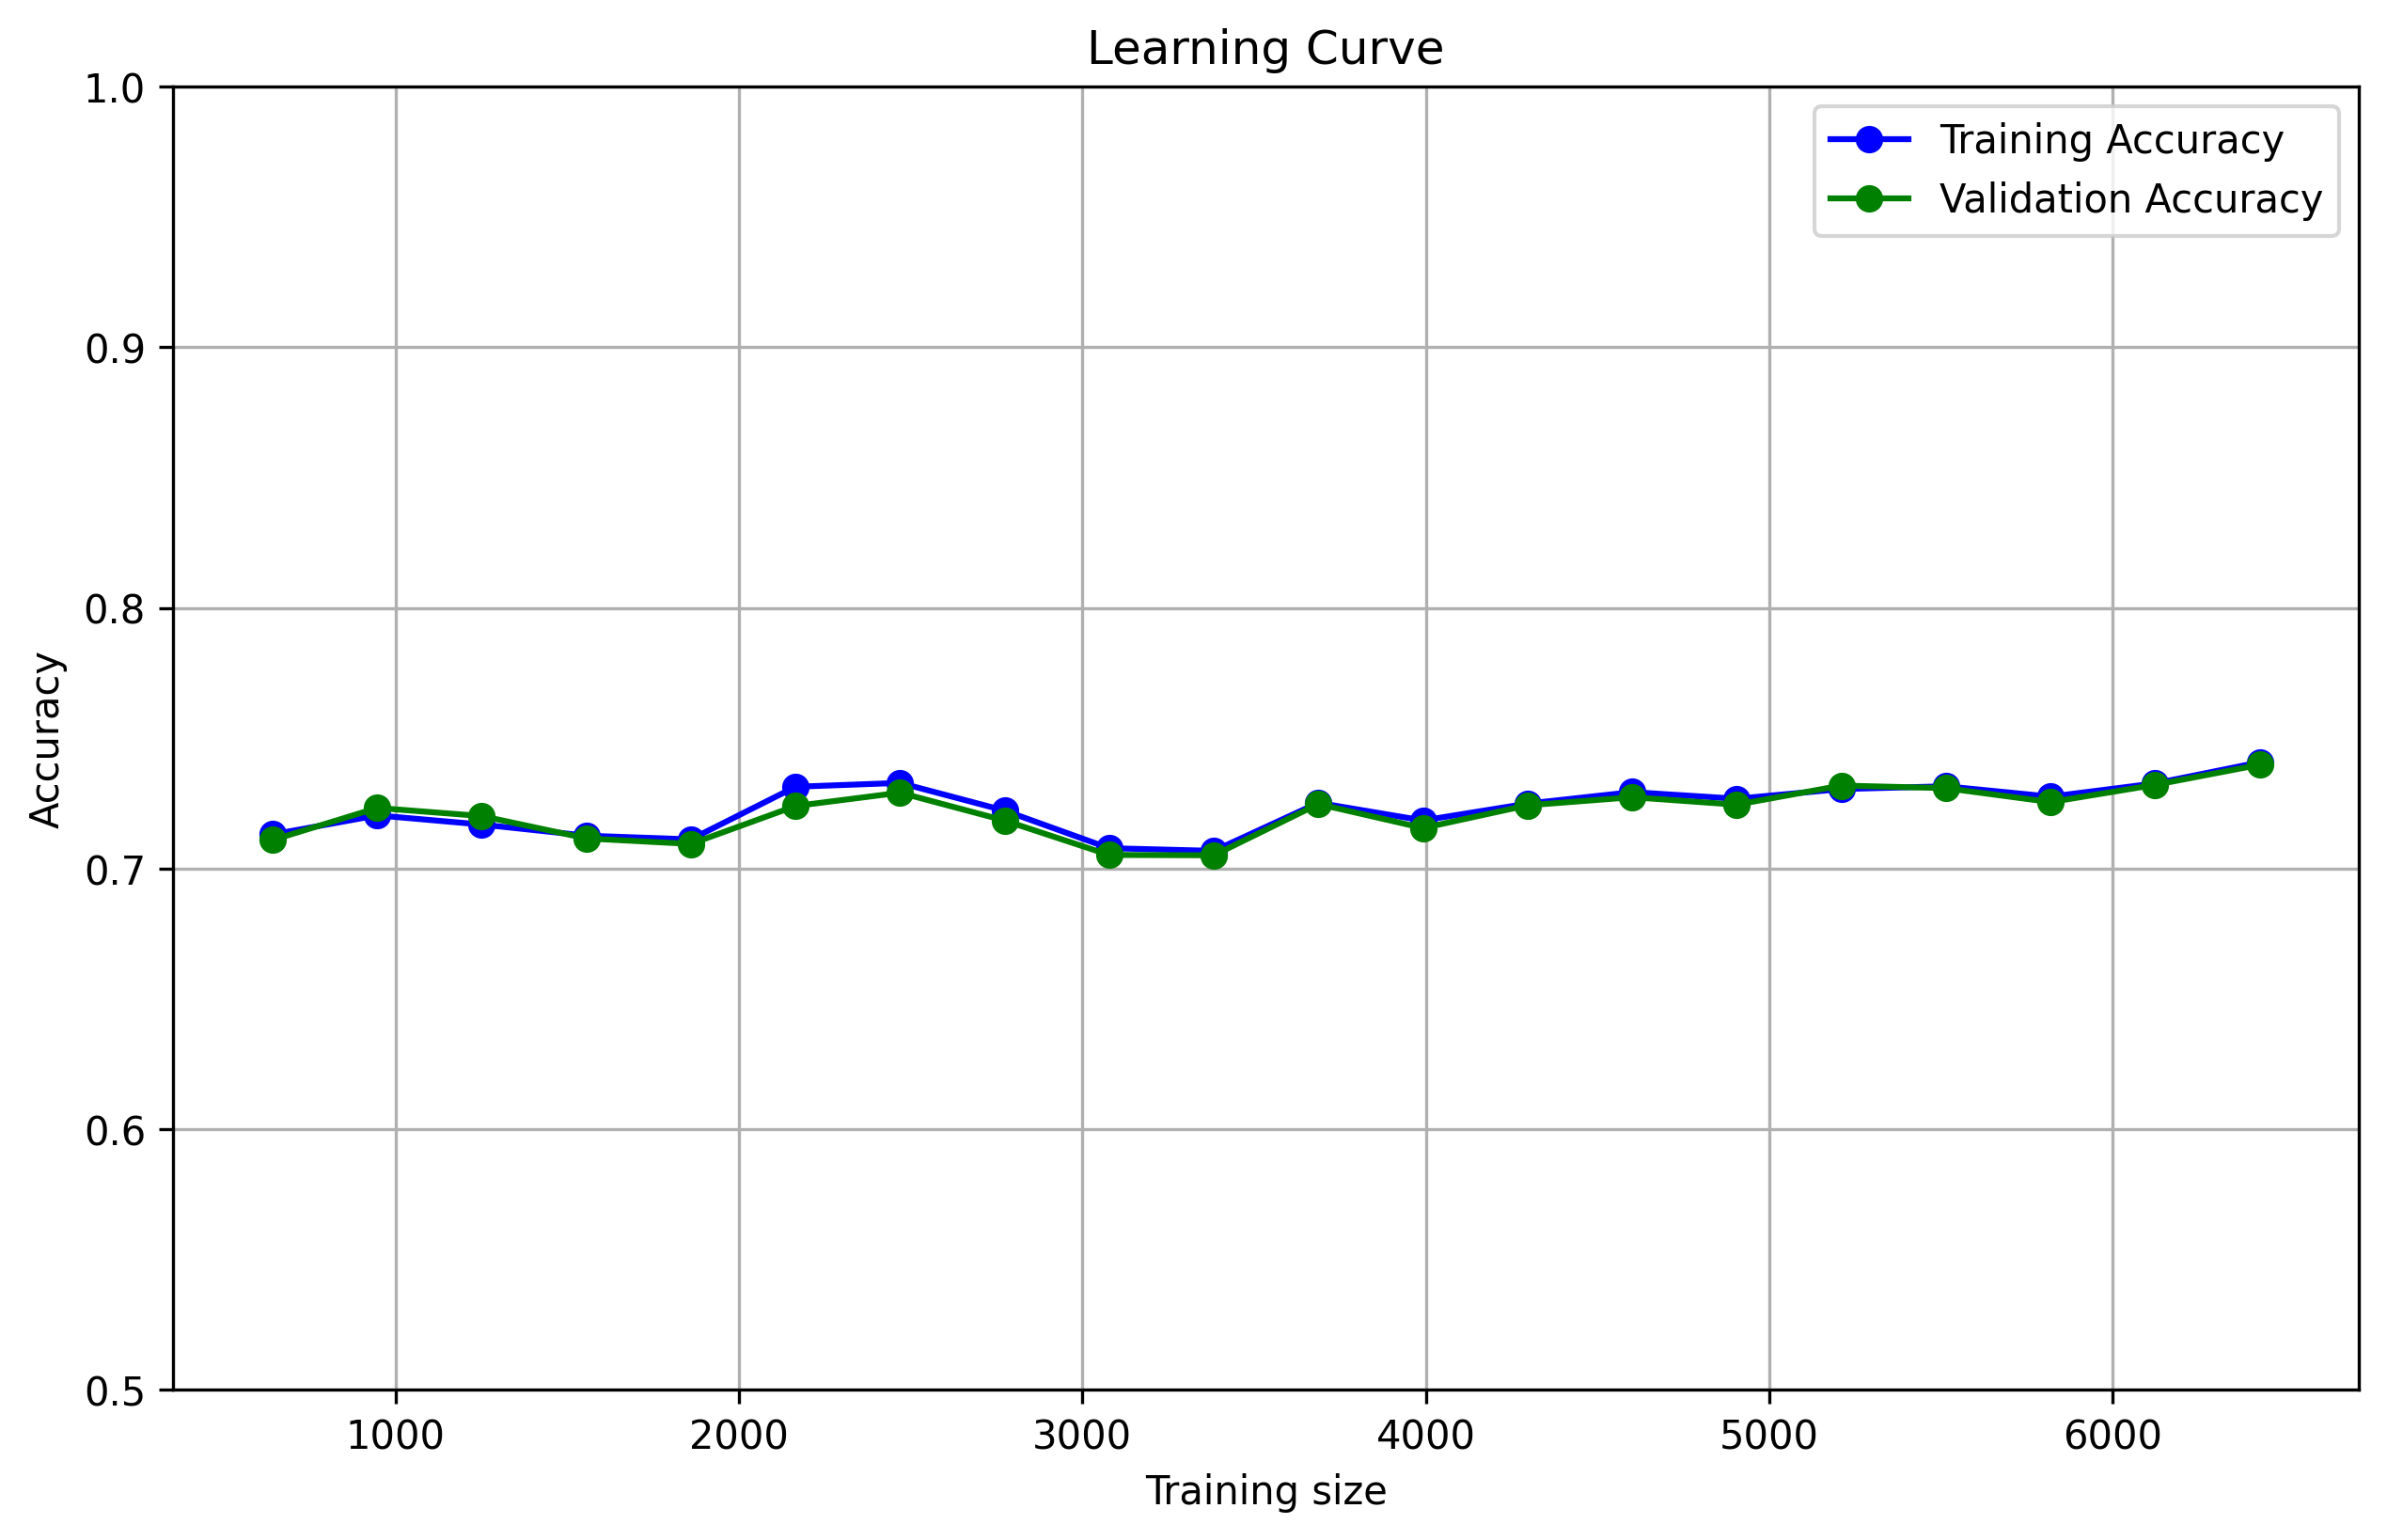 Learning Curve
1.0
0.9
0.8
0.7
0.6
0.5
Accuracy
Training Accuracy
Validation Accuracy
1000 2000 3000 4000 5000 6000
Training size